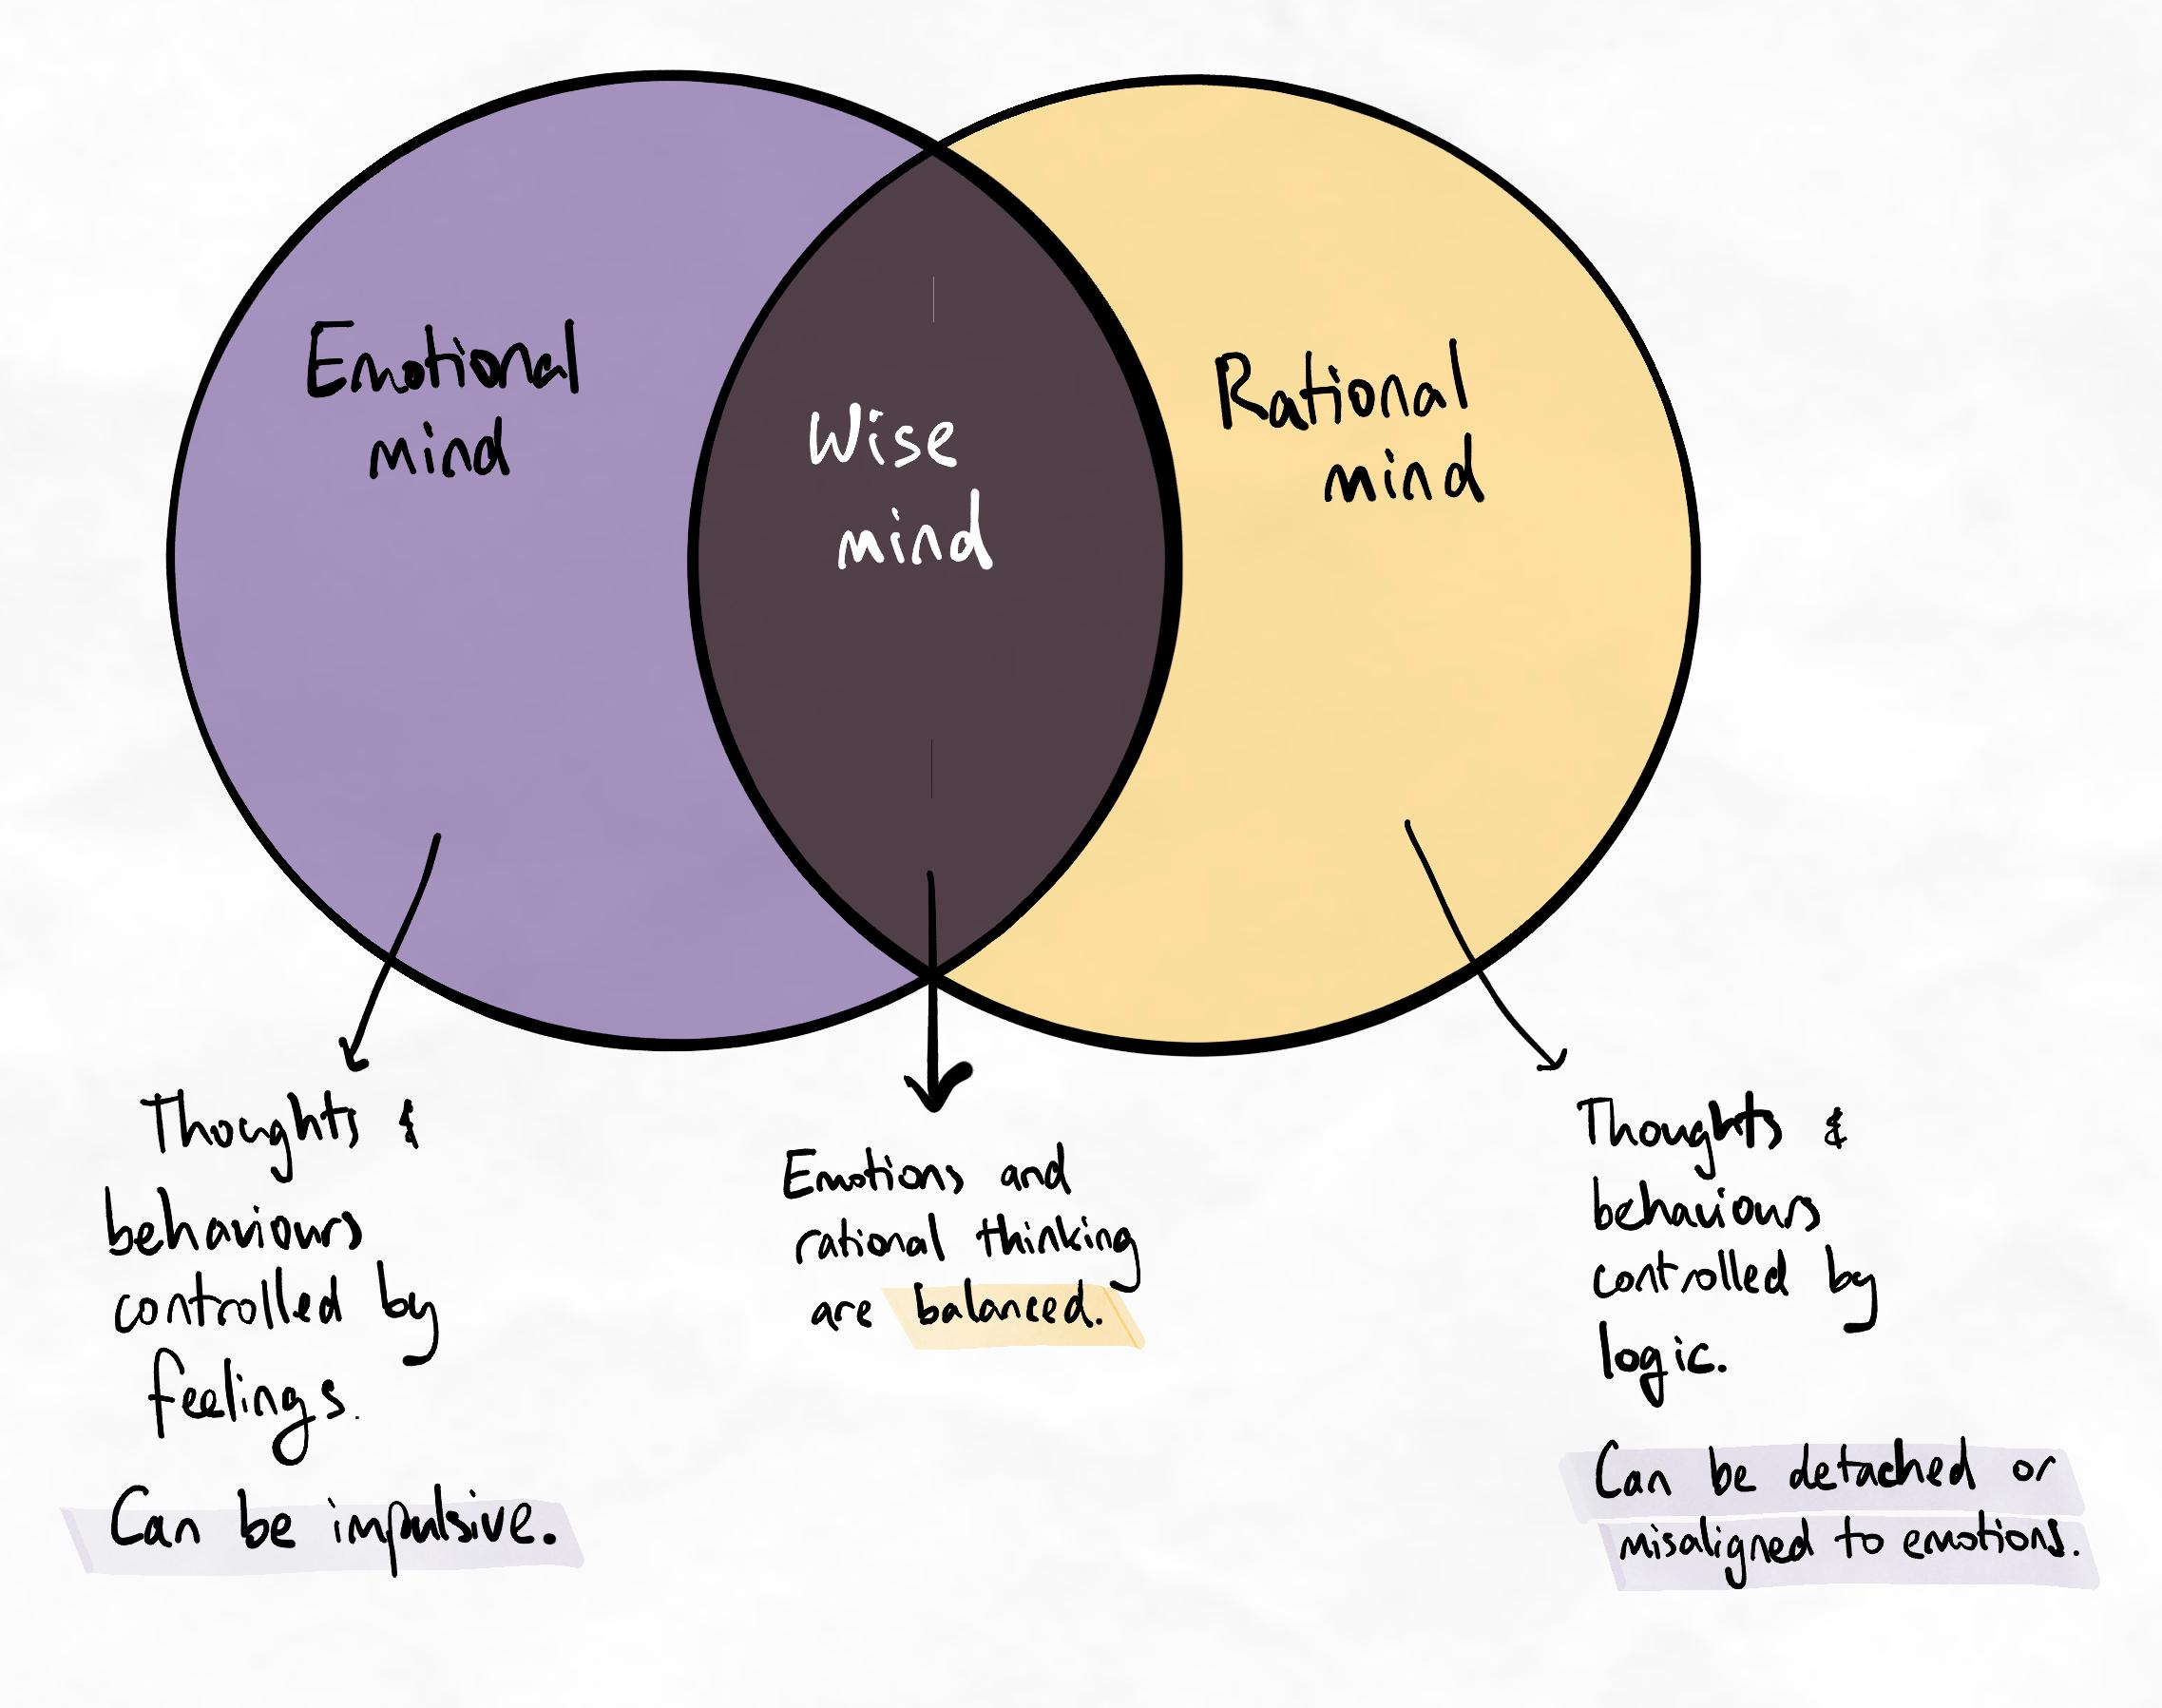 Emotional
mind
Wise
mind
Rational
mind
Thoughts &
behaviours
controlled by
feelings.
Can be impulsive.
Emotions and
rational thinking
are balanced.
Thoughts &
behaviours
controlled by
logic.
Can be detached or
misaligned to emotions.